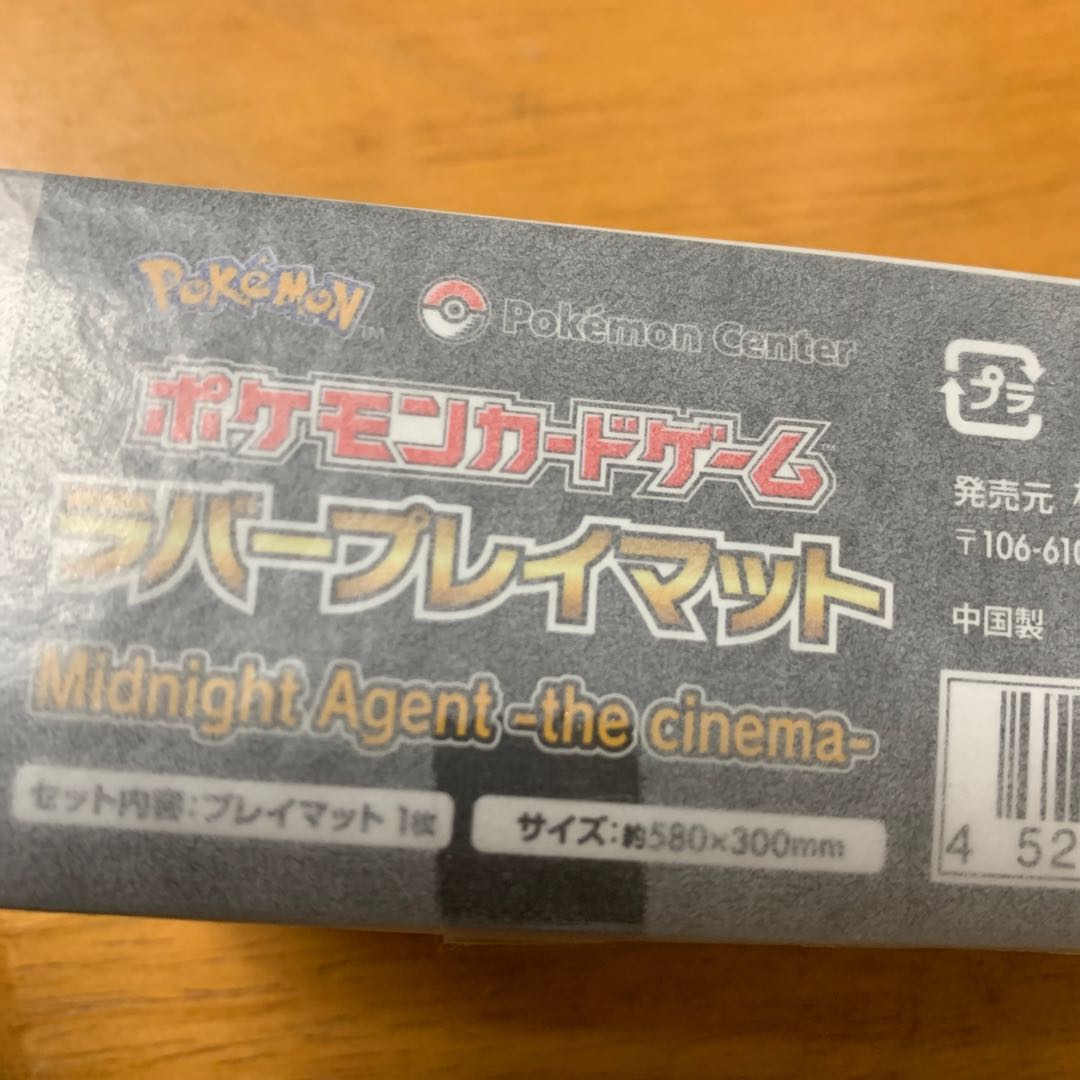 POKéMON
Pokémon Center
ポケモンカードゲーム
ラバープレイマット
Midnight Agent -the cinema-
セット内容:プレイマット 1枚
サイズ:約580×300mm
プラ
発売元
〒106-610
中国製
4 52